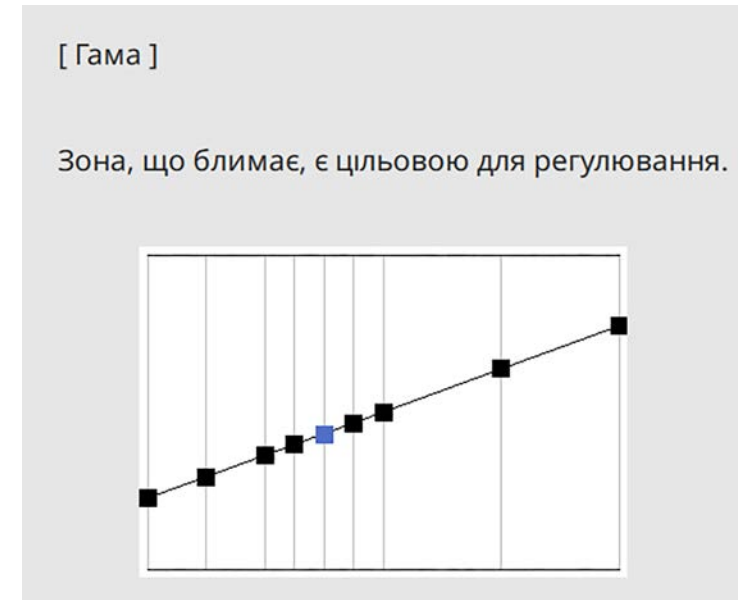 [ Гама ]
Зона, що блимає, є цільовою для регулювання.